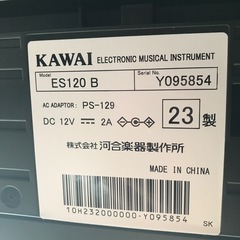 KAWAI ELECTRONIC MUSICAL INSTRUMENT
Model
ES120 B
Serial No.
Y095854
AC ADAPTOR: PS-129
DC 12V ⎓ 2A
23 製
株式会社 河合楽器製作所
MADE IN CHINA
10H232000000-Y095854
SK